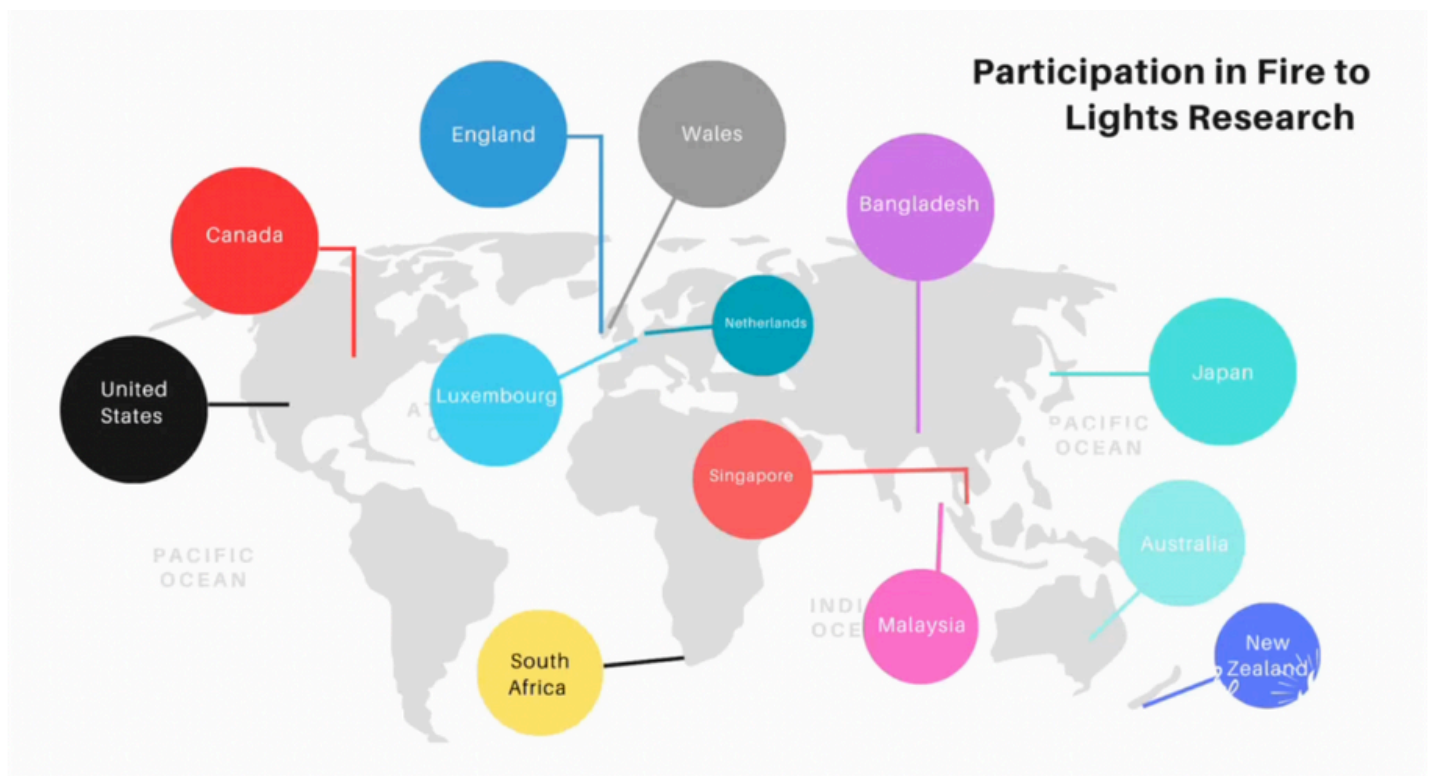 Participation in Fire to
Lights Research
England
Wales
Bangladesh
Canada
Netherlands
United
States
Luxembourg
Japan
PACIFIC
OCEAN
Singapore
Australia
PACIFIC
OCEAN
Malaysia
South
Africa
New
Zealand